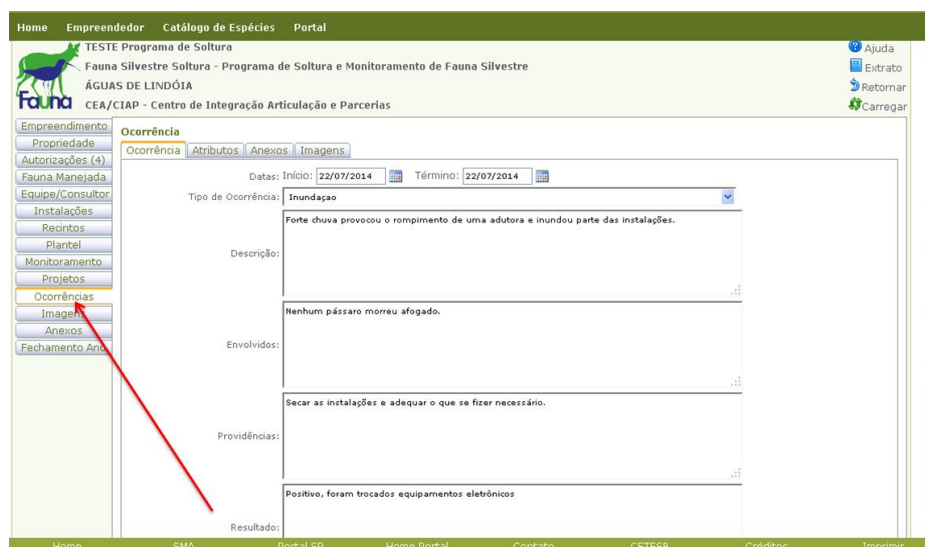 Home Empreendedor Catálogo de Espécies Portal
TESTE Programa de Soltura
Fauna Silvestre Soltura - Programa de Soltura e Monitoramento de Fauna Silvestre
ÁGUAS DE LINDÓIA
CEA/CIAP - Centro de Integração Articulação e Parcerias
Fauna
Ajuda
Extrato
Retornar
Carregar
Empreendimento
Propriedade
Autorizações (4)
Fauna Manejada
Equipe/Consultor
Instalações
Recintos
Plantel
Monitoramento
Projetos
Ocorrências
Imagens
Anexos
Fechamento Ano
Ocorrência
Ocorrência Atributos Anexos Imagens
Datas: Início: 22/07/2014 Término: 22/07/2014
Tipo de Ocorrência: Inundaçao
Descrição: Forte chuva provocou o rompimento de uma adutora e inundou parte das instalações.
Envolvidos: Nenhum pássaro morreu afogado.
Providências: Secar as instalações e adequar o que se fizer necessário.
Resultado: Positivo, foram trocados equipamentos eletrônicos
Home SMA Portal SP Home Portal Contato CETESB Créditos Imprimir